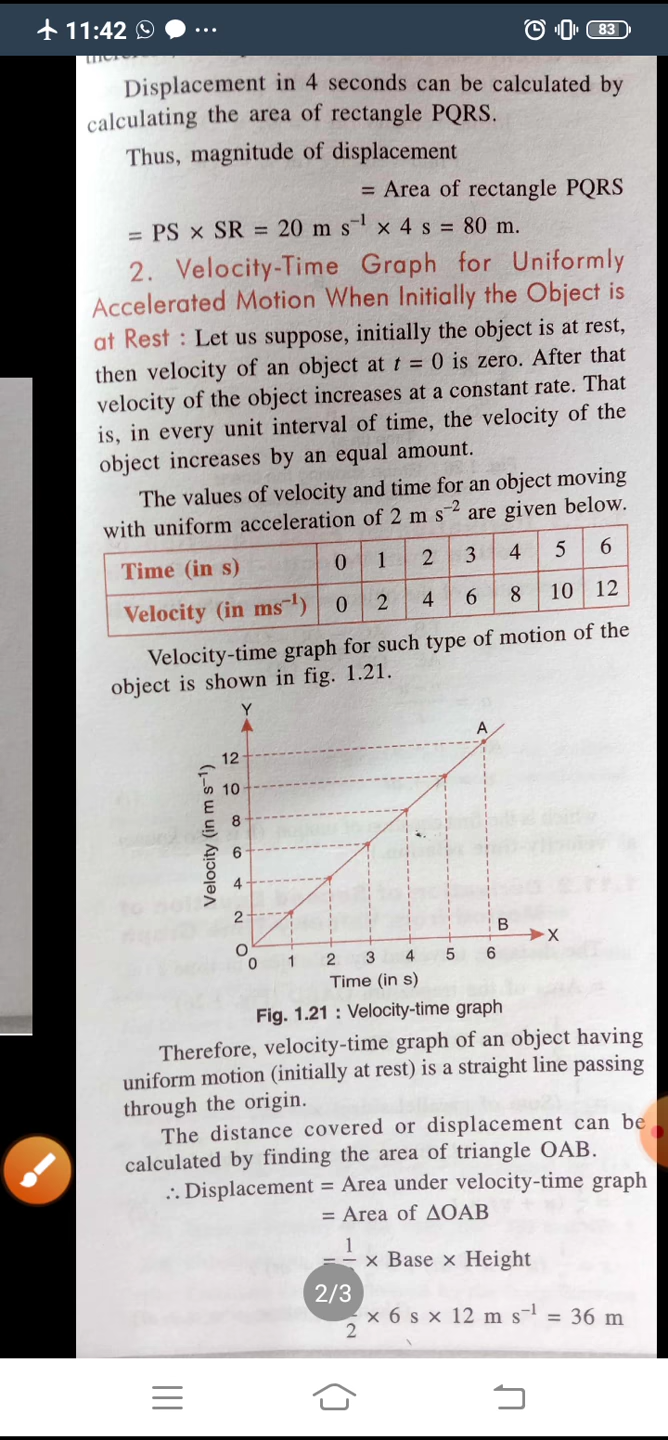 11:42
83
Displacement in 4 seconds can be calculated by
calculating the area of rectangle PQRS.
Thus, magnitude of displacement
= Area of rectangle PQRS
= PS × SR = 20 m s⁻¹ × 4 s = 80 m.
2. Velocity-Time Graph for Uniformly
Accelerated Motion When Initially the Object is
at Rest : Let us suppose, initially the object is at rest,
then velocity of an object at t = 0 is zero. After that
velocity of the object increases at a constant rate. That
is, in every unit interval of time, the velocity of the
object increases by an equal amount.
The values of velocity and time for an object moving
with uniform acceleration of 2 m s⁻² are given below.
Time (in s) 0 1 2 3 4 5 6
Velocity (in ms⁻¹) 0 2 4 6 8 10 12
Velocity-time graph for such type of motion of the
object is shown in fig. 1.21.
Y
A
12
10
8
6
4
2
Velocity (in m s⁻¹)
O
B
X
0 1 2 3 4 5 6
Time (in s)
Fig. 1.21 : Velocity-time graph
Therefore, velocity-time graph of an object having
uniform motion (initially at rest) is a straight line passing
through the origin.
The distance covered or displacement can be
calculated by finding the area of triangle OAB.
∴ Displacement = Area under velocity-time graph
= Area of ΔOAB
= 1 × Base × Height
2/3
2 × 6 s × 12 m s⁻¹ = 36 m